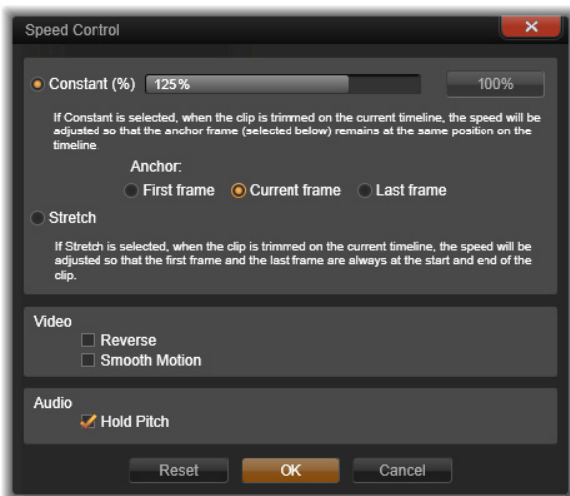 Speed Control
Constant (%) 125% 100%
If Constant is selected, when the clip is trimmed on the current timeline, the speed will be
adjusted so that the anchor frame (selected below) remains at the same position on the
timeline.
Anchor:
First frame Current frame Last frame
Stretch
If Stretch is selected, when the clip is trimmed on the current timeline, the speed will be
adjusted so that the first frame and the last frame are always at the start and end of the
clip.
Video
Reverse
Smooth Motion
Audio
Hold Pitch
Reset OK Cancel